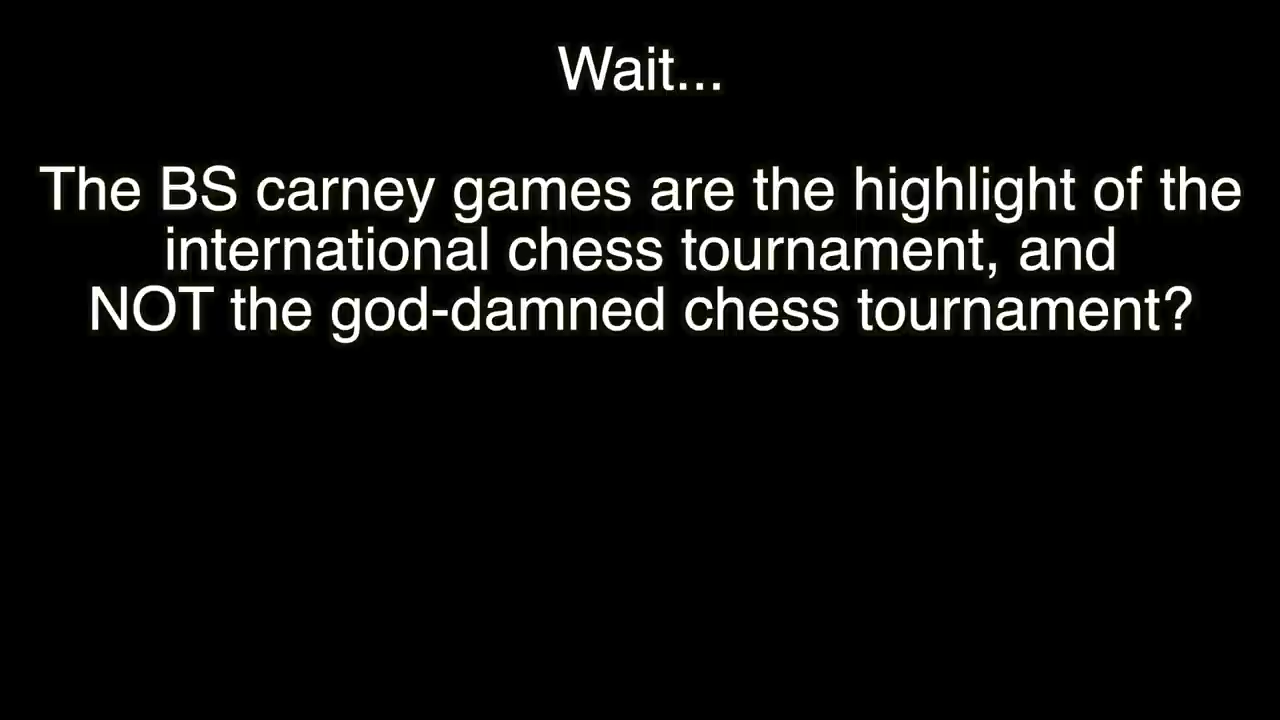 Wait...
The BS carney games are the highlight of the
international chess tournament, and
NOT the god-damned chess tournament?